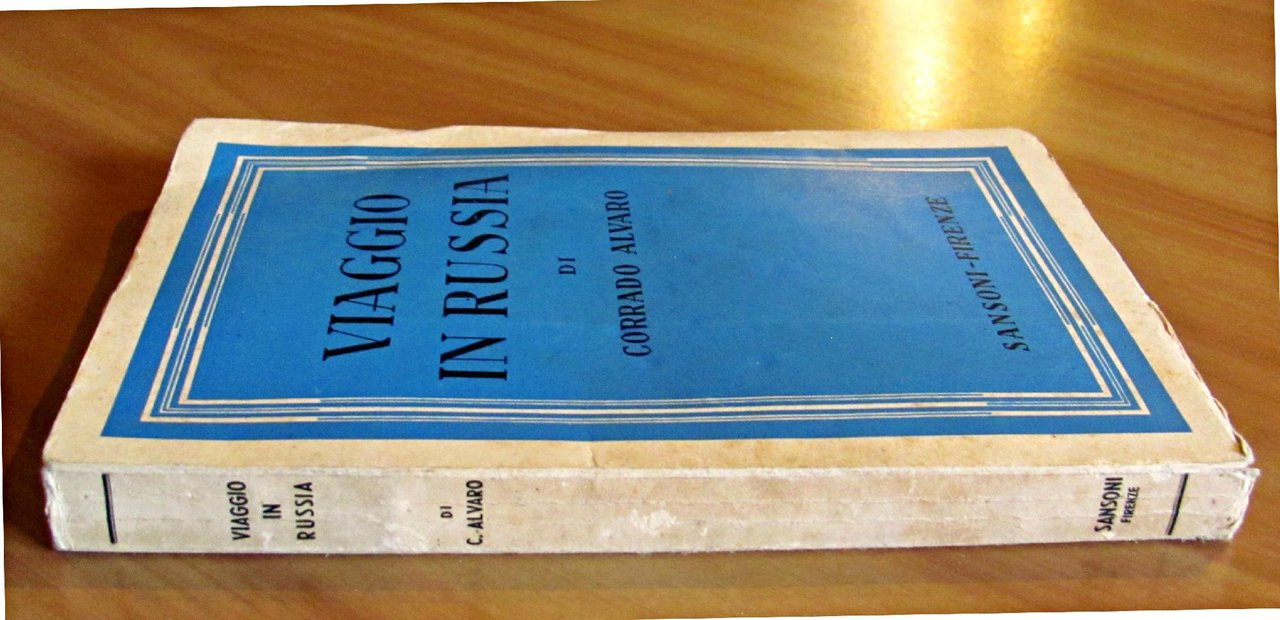 VIAGGIO
IN RUSSIA
DI
CORRADO ALVARO
SANSONI-FIRENZE
VIAGGIO
IN
RUSSIA
DI
C. ALVARO
SANSONI
FIRENZE